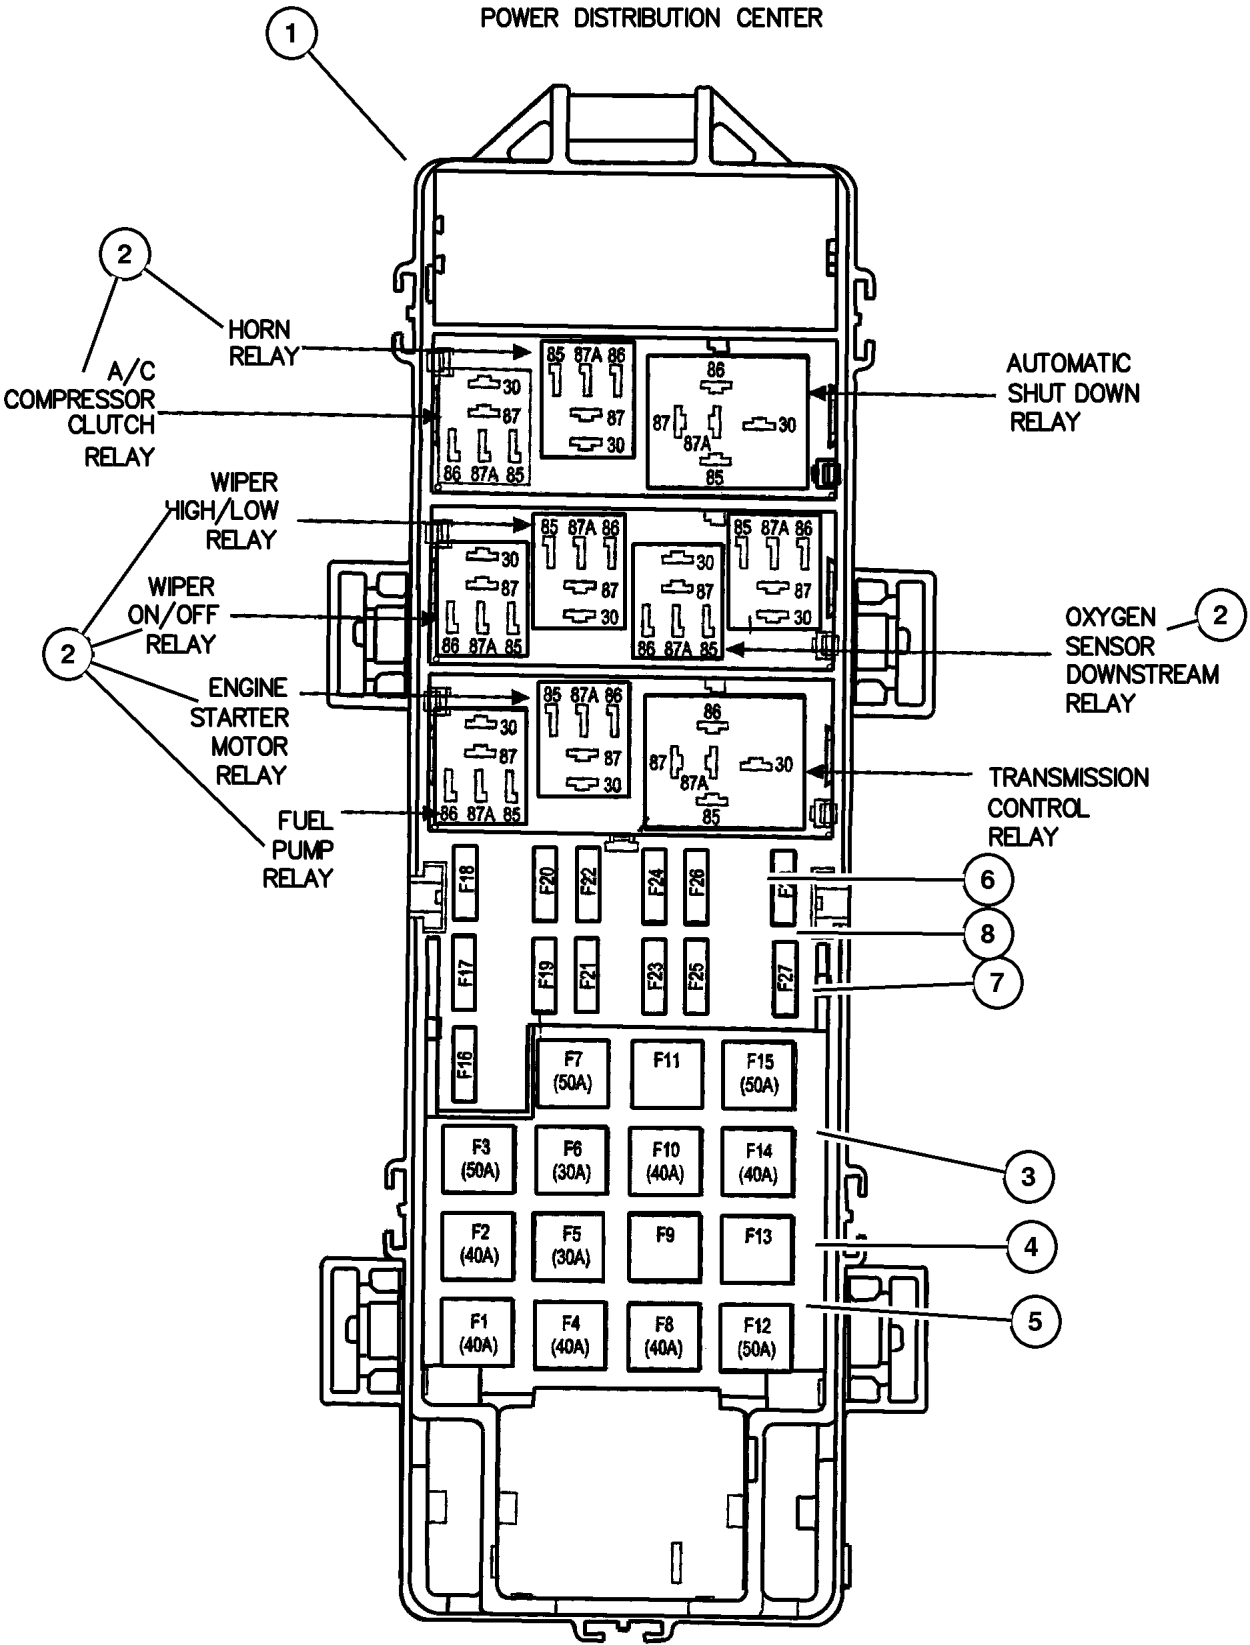 POWER DISTRIBUTION CENTER
1
2
HORN
RELAY
A/C
COMPRESSOR
CLUTCH
RELAY
85 87A 86
87
30
30
87
86 87A 85
86
87
87A
30
85
AUTOMATIC
SHUT DOWN
RELAY
WIPER
HIGH/LOW
RELAY
WIPER
ON/OFF
RELAY
2
85 87A 86
87
30
30
87
86 87A 85
30
87
86 87A 85
85 87A 86
87
30
2
OXYGEN
SENSOR
DOWNSTREAM
RELAY
ENGINE
STARTER
MOTOR
RELAY
FUEL
PUMP
RELAY
85 87A 86
87
30
30
87
86 87A 85
86
87
87A
30
85
TRANSMISSION
CONTROL
RELAY
F18
F20
F22
F24
F26
6
8
7
F17
F19
F21
F23
F25
F27
F16
F7
(50A)
F11
F15
(50A)
F3
(50A)
F6
(30A)
F10
(40A)
F14
(40A)
3
F2
(40A)
F5
(30A)
F9
F13
4
F1
(40A)
F4
(40A)
F8
(40A)
F12
(50A)
5